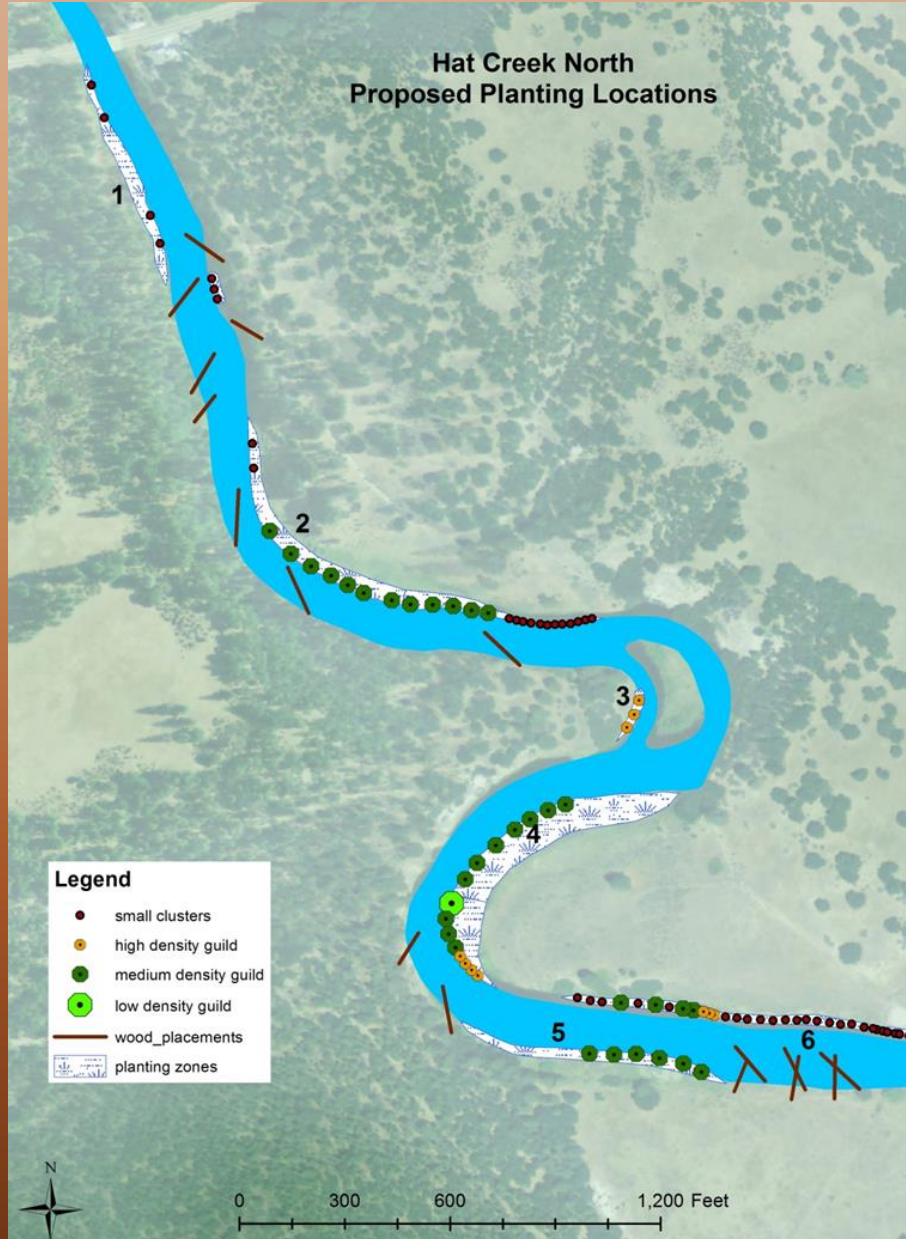 Hat Creek North
Proposed Planting Locations
1
2
3
4
5
6
Legend
small clusters
high density guild
medium density guild
low density guild
wood_placements
planting zones
N
0 300 600 1,200 Feet